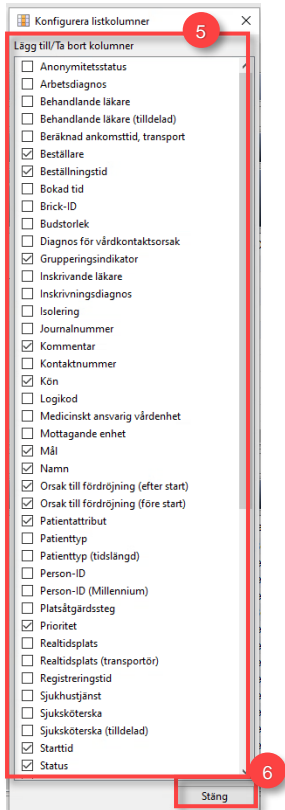 Konfigurera listkolumner
5
Lägg till/Ta bort kolumner
Anonymitetsstatus
Arbetsdiagnos
Behandlande läkare
Behandlande läkare (tilldelad)
Beräknad ankomsttid, transport
Beställare
Beställningstid
Bokad tid
Brick-ID
Budstorlek
Diagnos för vårdkontaktsorsak
Grupperingsindikator
Inskrivande läkare
Inskrivningsdiagnos
Isolering
Journalnummer
Kommentar
Kontaktnummer
Kön
Logikod
Medicinskt ansvarig vårdenhet
Mottagande enhet
Mål
Namn
Orsak till fördröjning (efter start)
Orsak till fördröjning (före start)
Patientattribut
Patienttyp
Patienttyp (tidslängd)
Person-ID
Person-ID (Millennium)
Platsåtgärdssteg
Prioritet
Realtidsplats
Realtidsplats (transportör)
Registreringstid
Sjukhustjänst
Sjuksköterska
Sjuksköterska (tilldelad)
Starttid
Status
6
Stäng